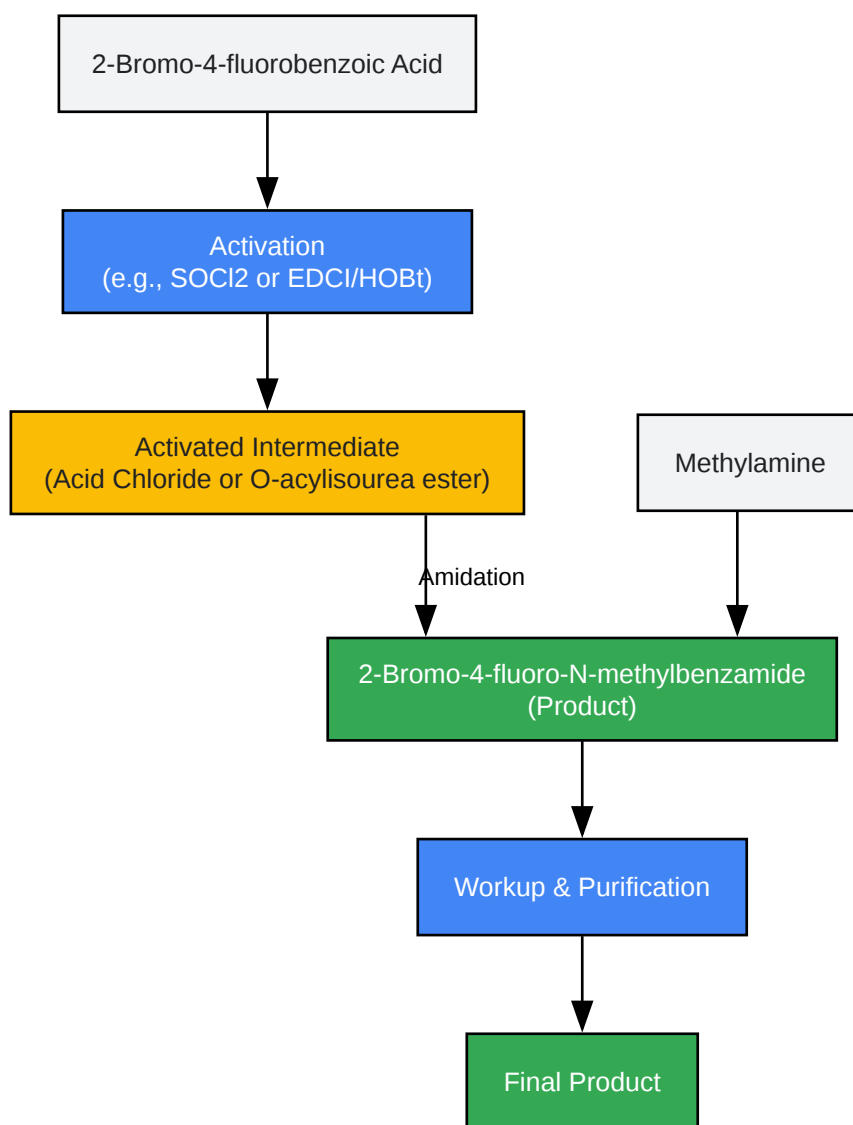 2-Bromo-4-fluorobenzoic Acid
Activation
(e.g., SOCl2 or EDCI/HOBt)
Activated Intermediate
(Acid Chloride or O-acylisourea ester)
Methylamine
Amidation
2-Bromo-4-fluoro-N-methylbenzamide
(Product)
Workup & Purification
Final Product